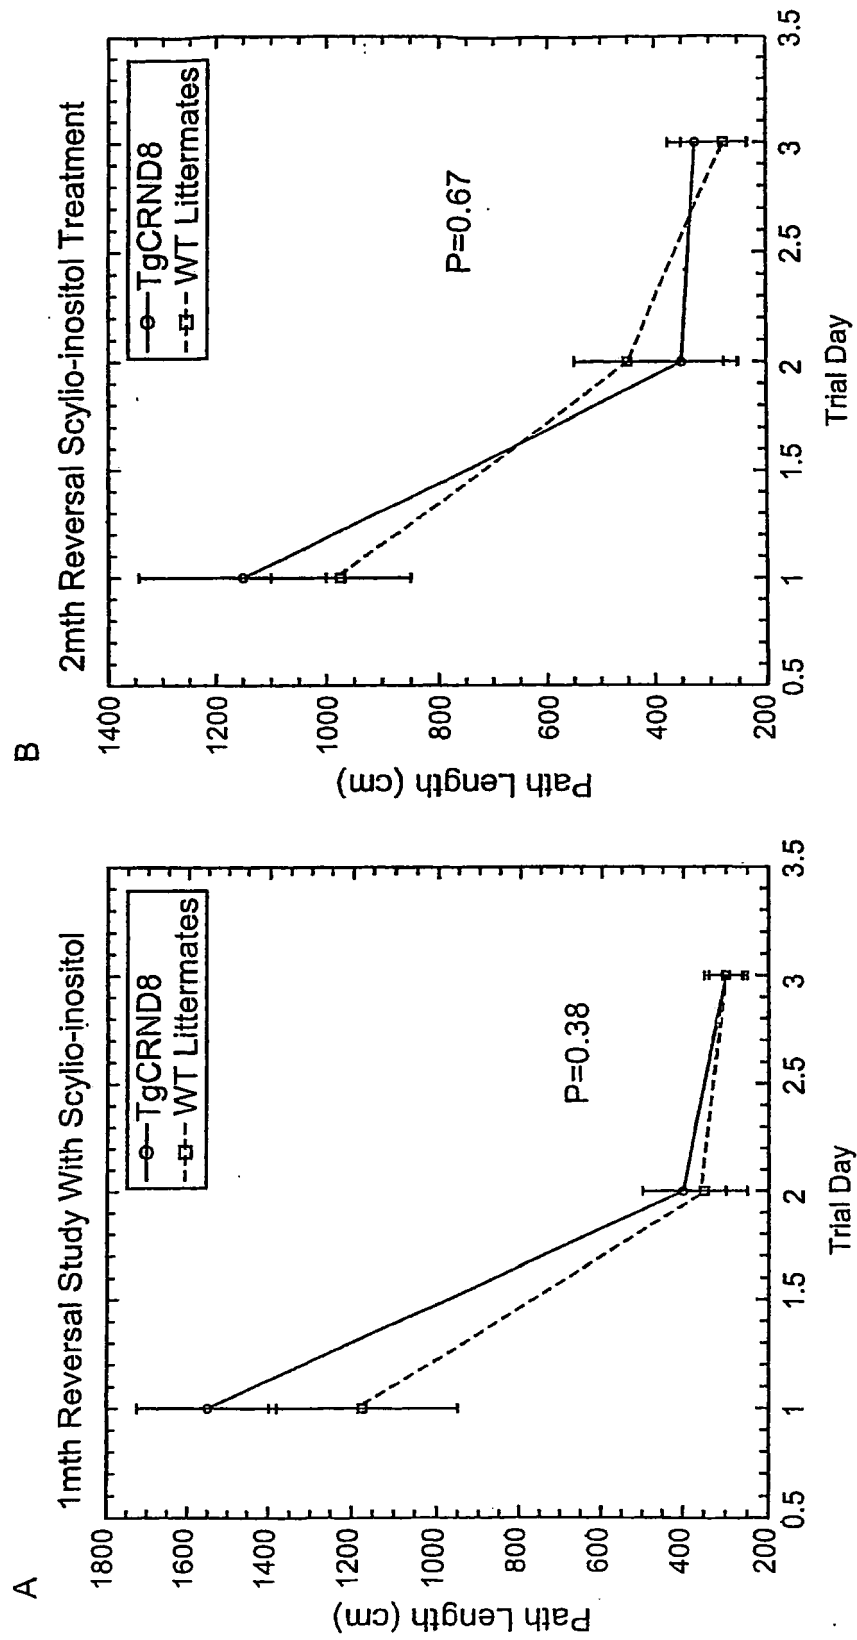 A
1mth Reversal Study With Scylio-inositol
TgCRND8
WT Littermates
P=0.38
Path Length (cm)
1800
1600
1400
1200
1000
800
600
400
200
0.5
1
1.5
2
2.5
3
3.5
Trial Day
B
2mth Reversal Scylio-inositol Treatment
TgCRND8
WT Littermates
P=0.67
Path Length (cm)
1400
1200
1000
800
600
400
200
0.5
1
1.5
2
2.5
3
3.5
Trial Day